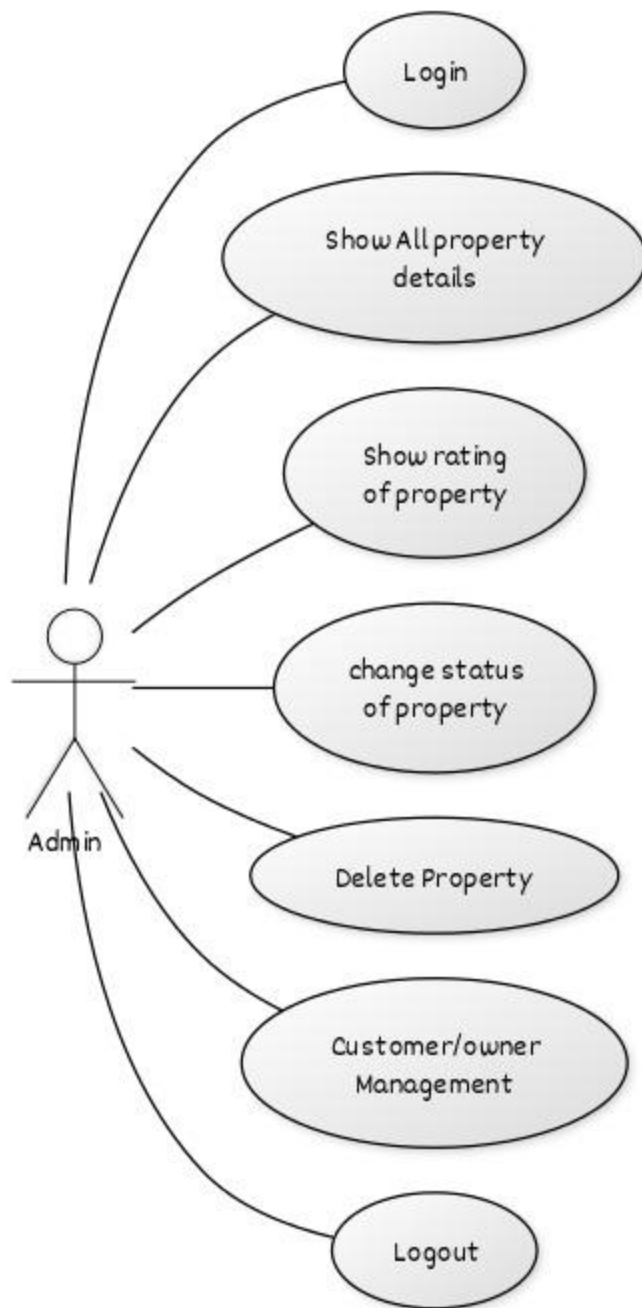 Login
Show All property
details
Show rating
of property
change status
of property
Admin
Delete Property
Customer/owner
Management
Logout